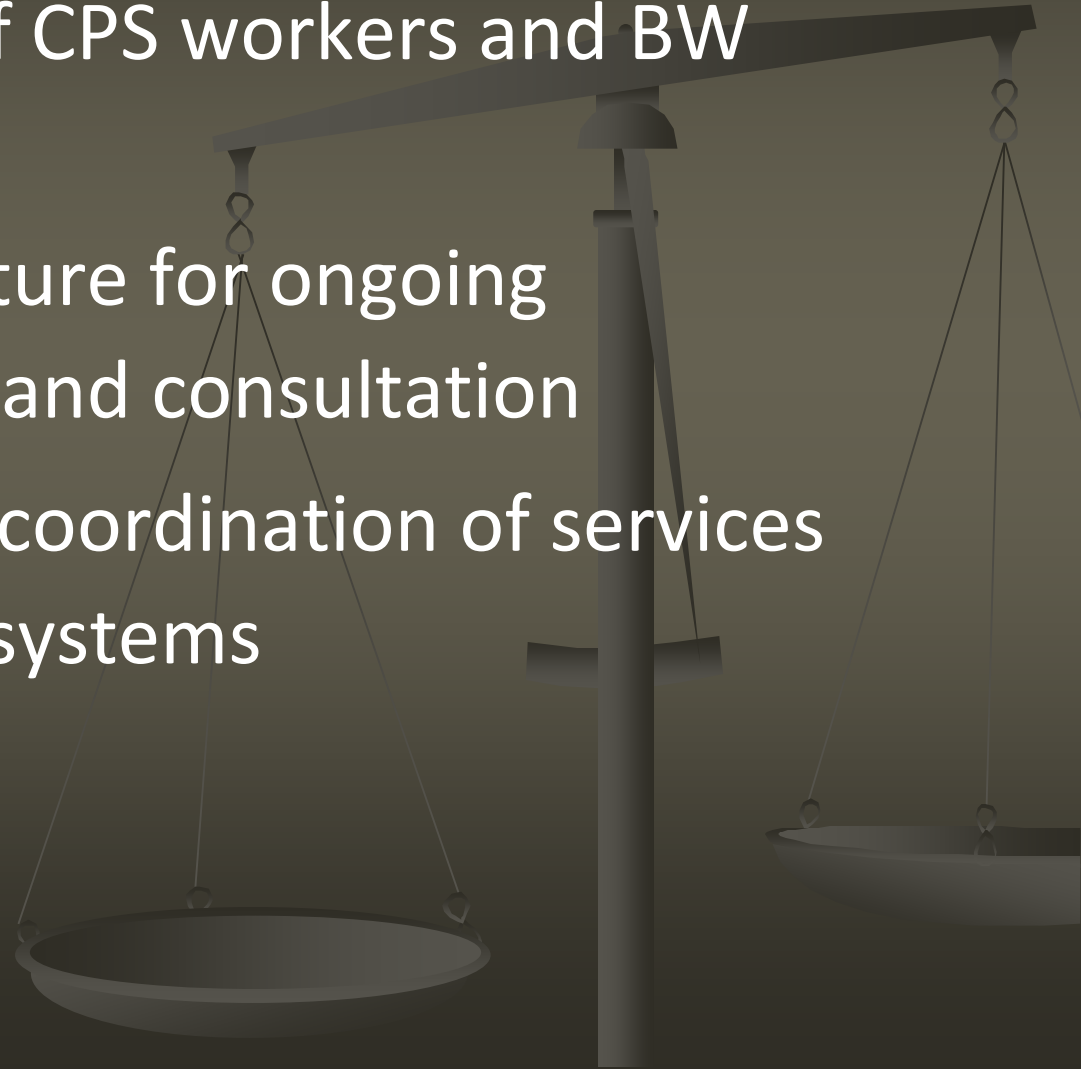 f CPS workers and BW
ture for ongoing
and consultation
coordination of services
systems